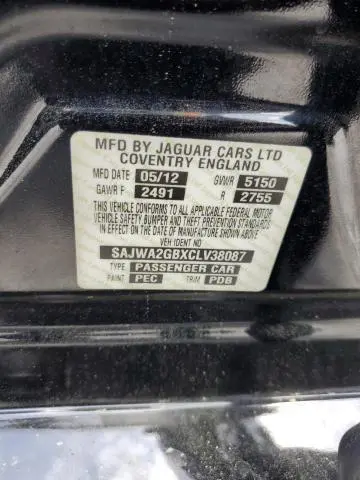 MFD BY JAGUAR CARS LTD
COVENTRY ENGLAND
MFD DATE 05/12 GVWR 5150
GAWR F 2491 R 2755
THIS VEHICLE CONFORMS TO ALL APPLICABLE FEDERAL MOTOR
VEHICLE SAFETY, BUMPER AND THEFT PREVENTION STANDARDS
IN EFFECT ON THE DATE OF MANUFACTURE SHOWN ABOVE
VEH IDENT NO
SAJWA2GBXCLV38087
TYPE PASSENGER CAR
PAINT PEC TRIM PDB